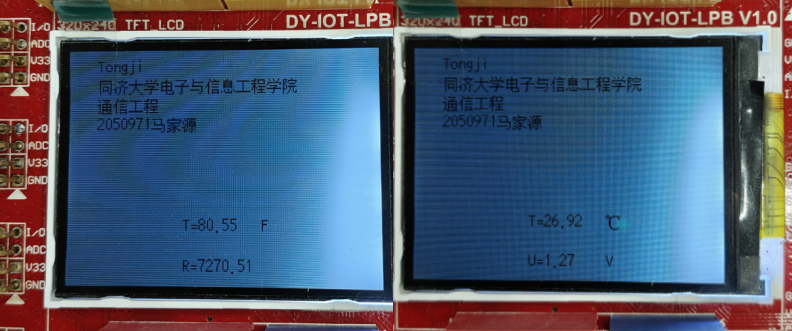 I/O
ADC
V33
GND
I/O
ADC
V33
GND
I/O
ADC
V33
GND
320x240 TFT_LCD DY-IOT-LPB
Tongji
同济大学电子与信息工程学院
通信工程
2050971马家源
T=80.55 F
R=7270.51
320x240 TFT_LCD DY-IOT-LPB V1.0
Tongji
同济大学电子与信息工程学院
通信工程
2050971马家源
T=26.92 ℃
U=1.27 V